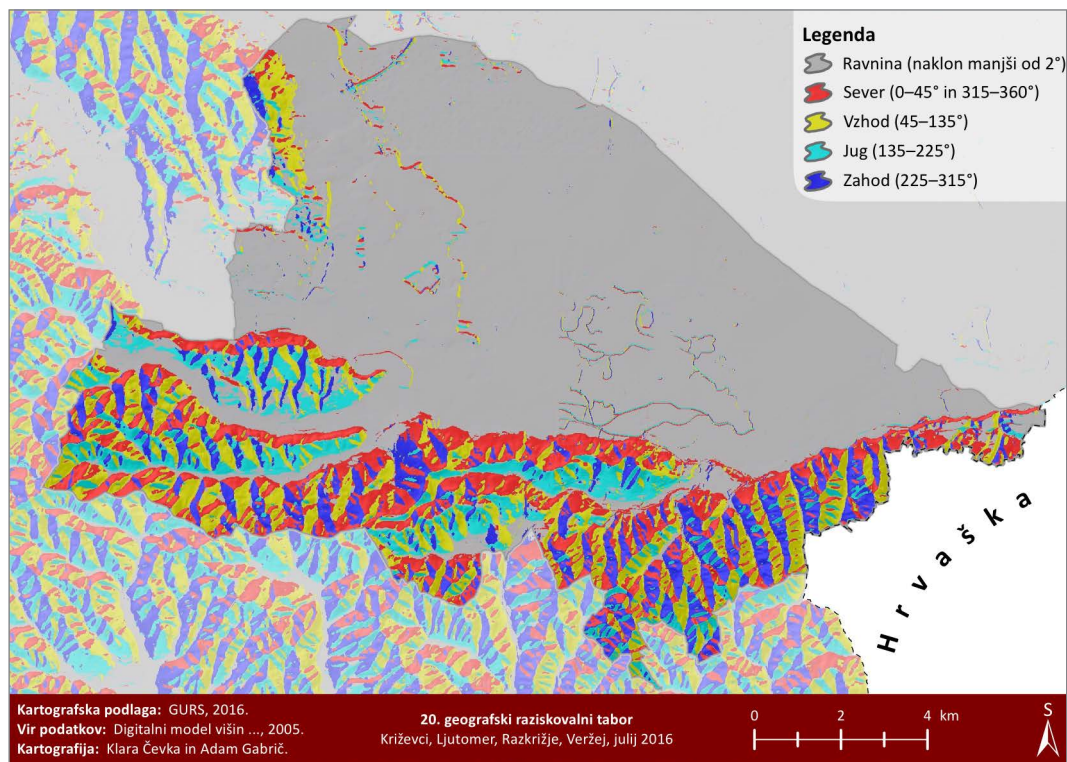 Legenda
Ravnina (naklon manjši od 2°)
Sever (0–45° in 315–360°)
Vzhod (45–135°)
Jug (135–225°)
Zahod (225–315°)
Hrvaška
Kartografska podlaga: GURS, 2016.
Vir podatkov: Digitalni model višin ..., 2005.
Kartografija: Klara Čevka in Adam Gabrič.
20. geografski raziskovalni tabor
Križevci, Ljutomer, Razkrižje, Veržej, julij 2016
0 2 4 km
S